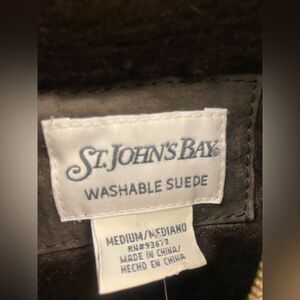 ST. JOHN'S BAY®
WASHABLE SUEDE
MEDIUM/MEDIANO
RN#93677
MADE IN CHINA/
HECHO EN CHINA